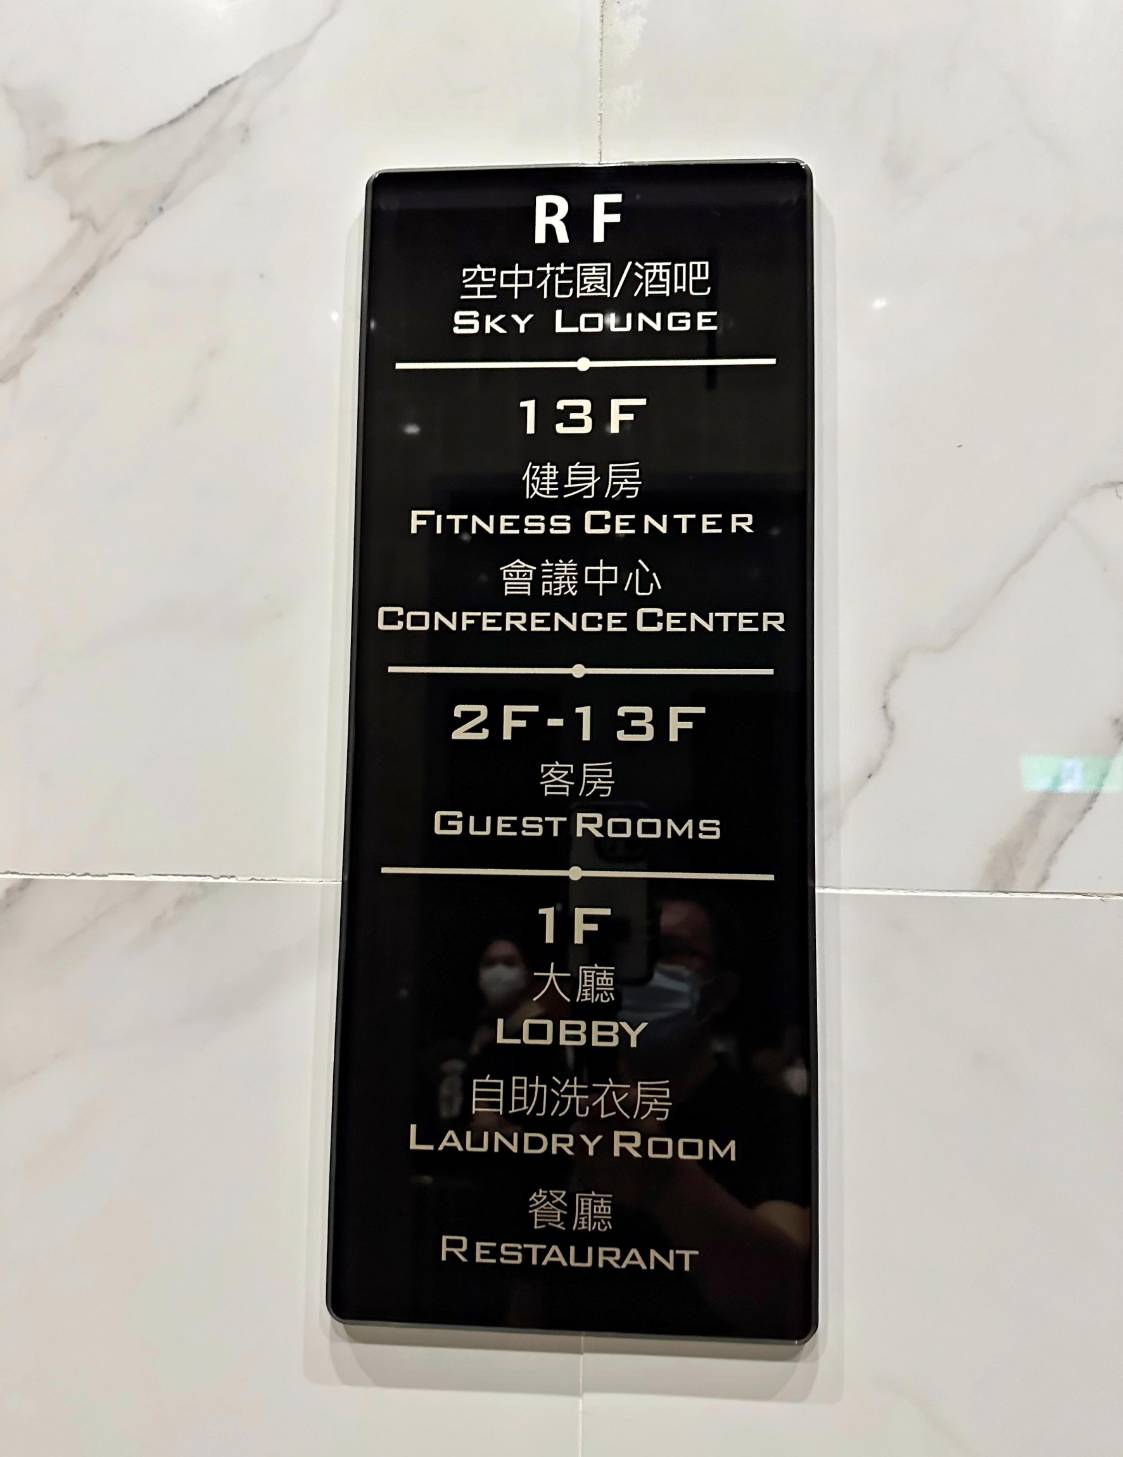 RF
空中花園/酒吧
SKY LOUNGE
13F
健身房
FITNESS CENTER
會議中心
CONFERENCE CENTER
2F-13F
客房
GUEST ROOMS
1F
大廳
LOBBY
自助洗衣房
LAUNDRY ROOM
餐廳
RESTAURANT